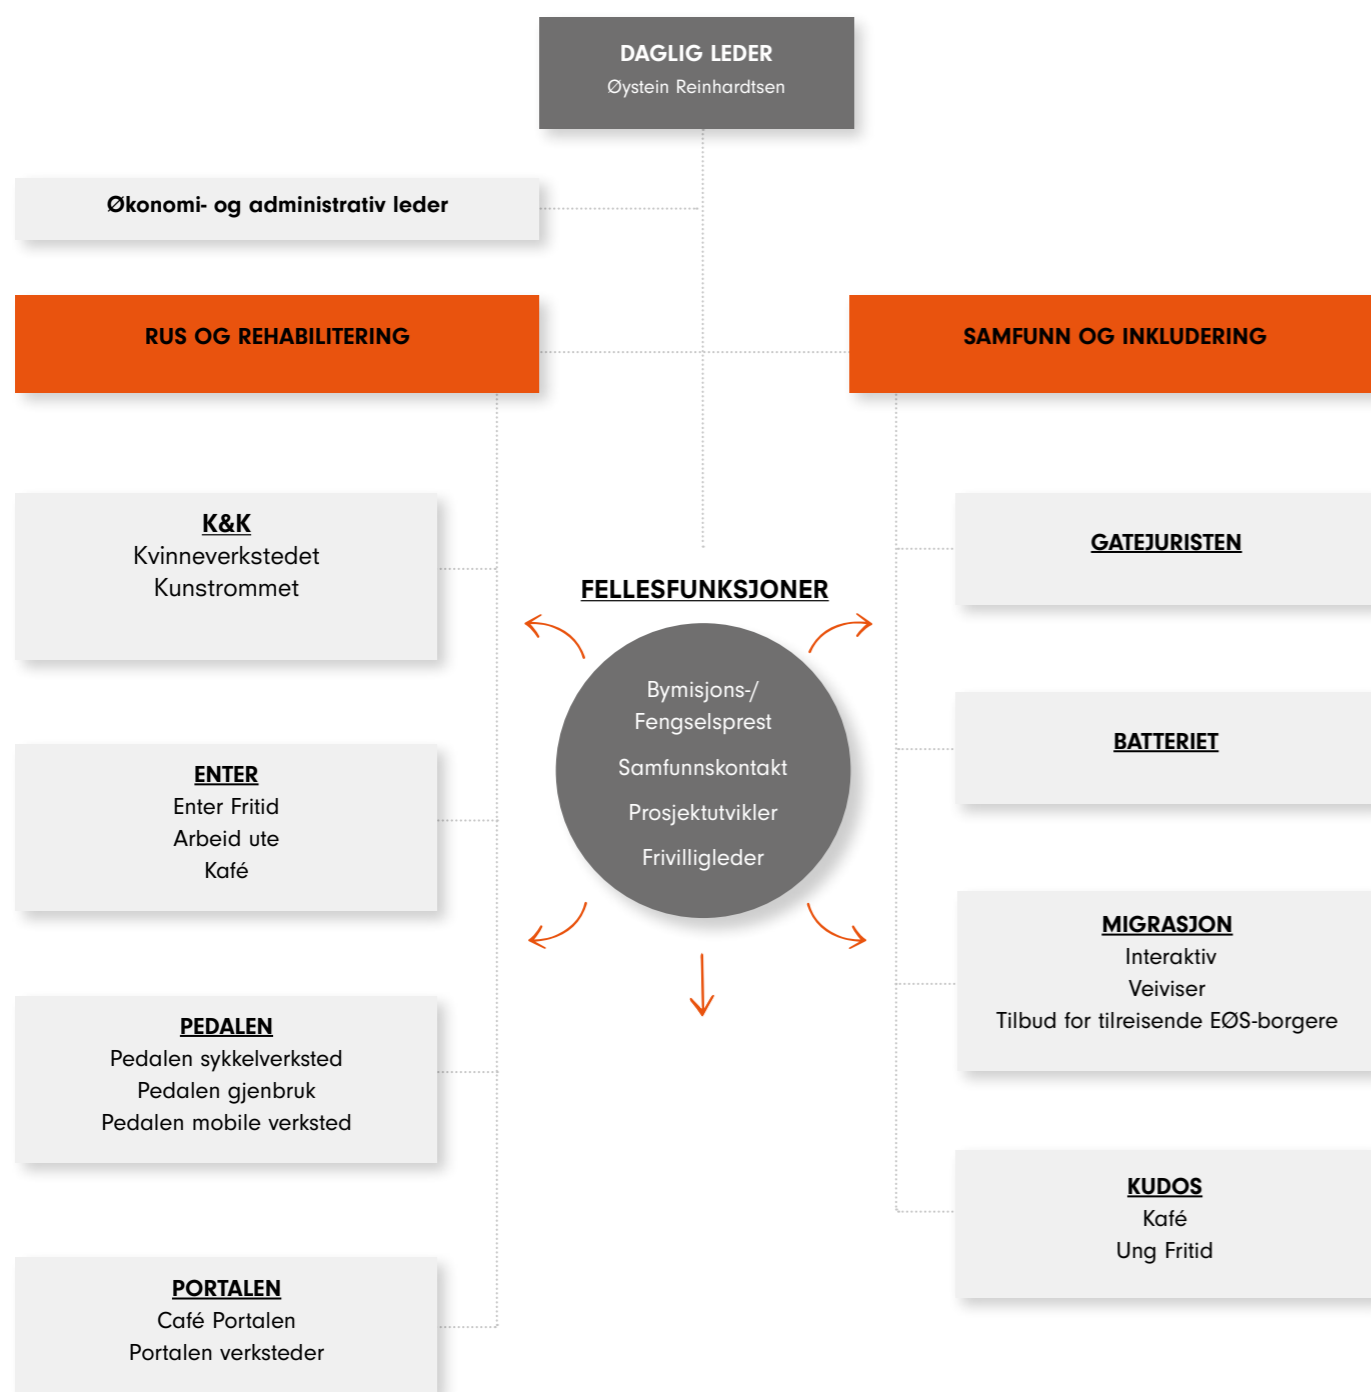 DAGLIG LEDER
Øystein Reinhardtsen
Økonomi- og administrativ leder
RUS OG REHABILITERING
SAMFUNN OG INKLUDERING
K&K
Kvinneverkstedet
Kunstrommet
ENTER
Enter Fritid
Arbeid ute
Kafé
PEDALEN
Pedalen sykkelverksted
Pedalen gjenbruk
Pedalen mobile verksted
PORTALEN
Café Portalen
Portalen verksteder
FELLESFUNKSJONER
Bymisjons-/
Fengselsprest
Samfunnskontakt
Prosjektutvikler
Frivilligleder
GATEJURISTEN
BATTERIET
MIGRASJON
Interaktiv
Veiviser
Tilbud for tilreisende EØS-borgere
KUDOS
Kafé
Ung Fritid